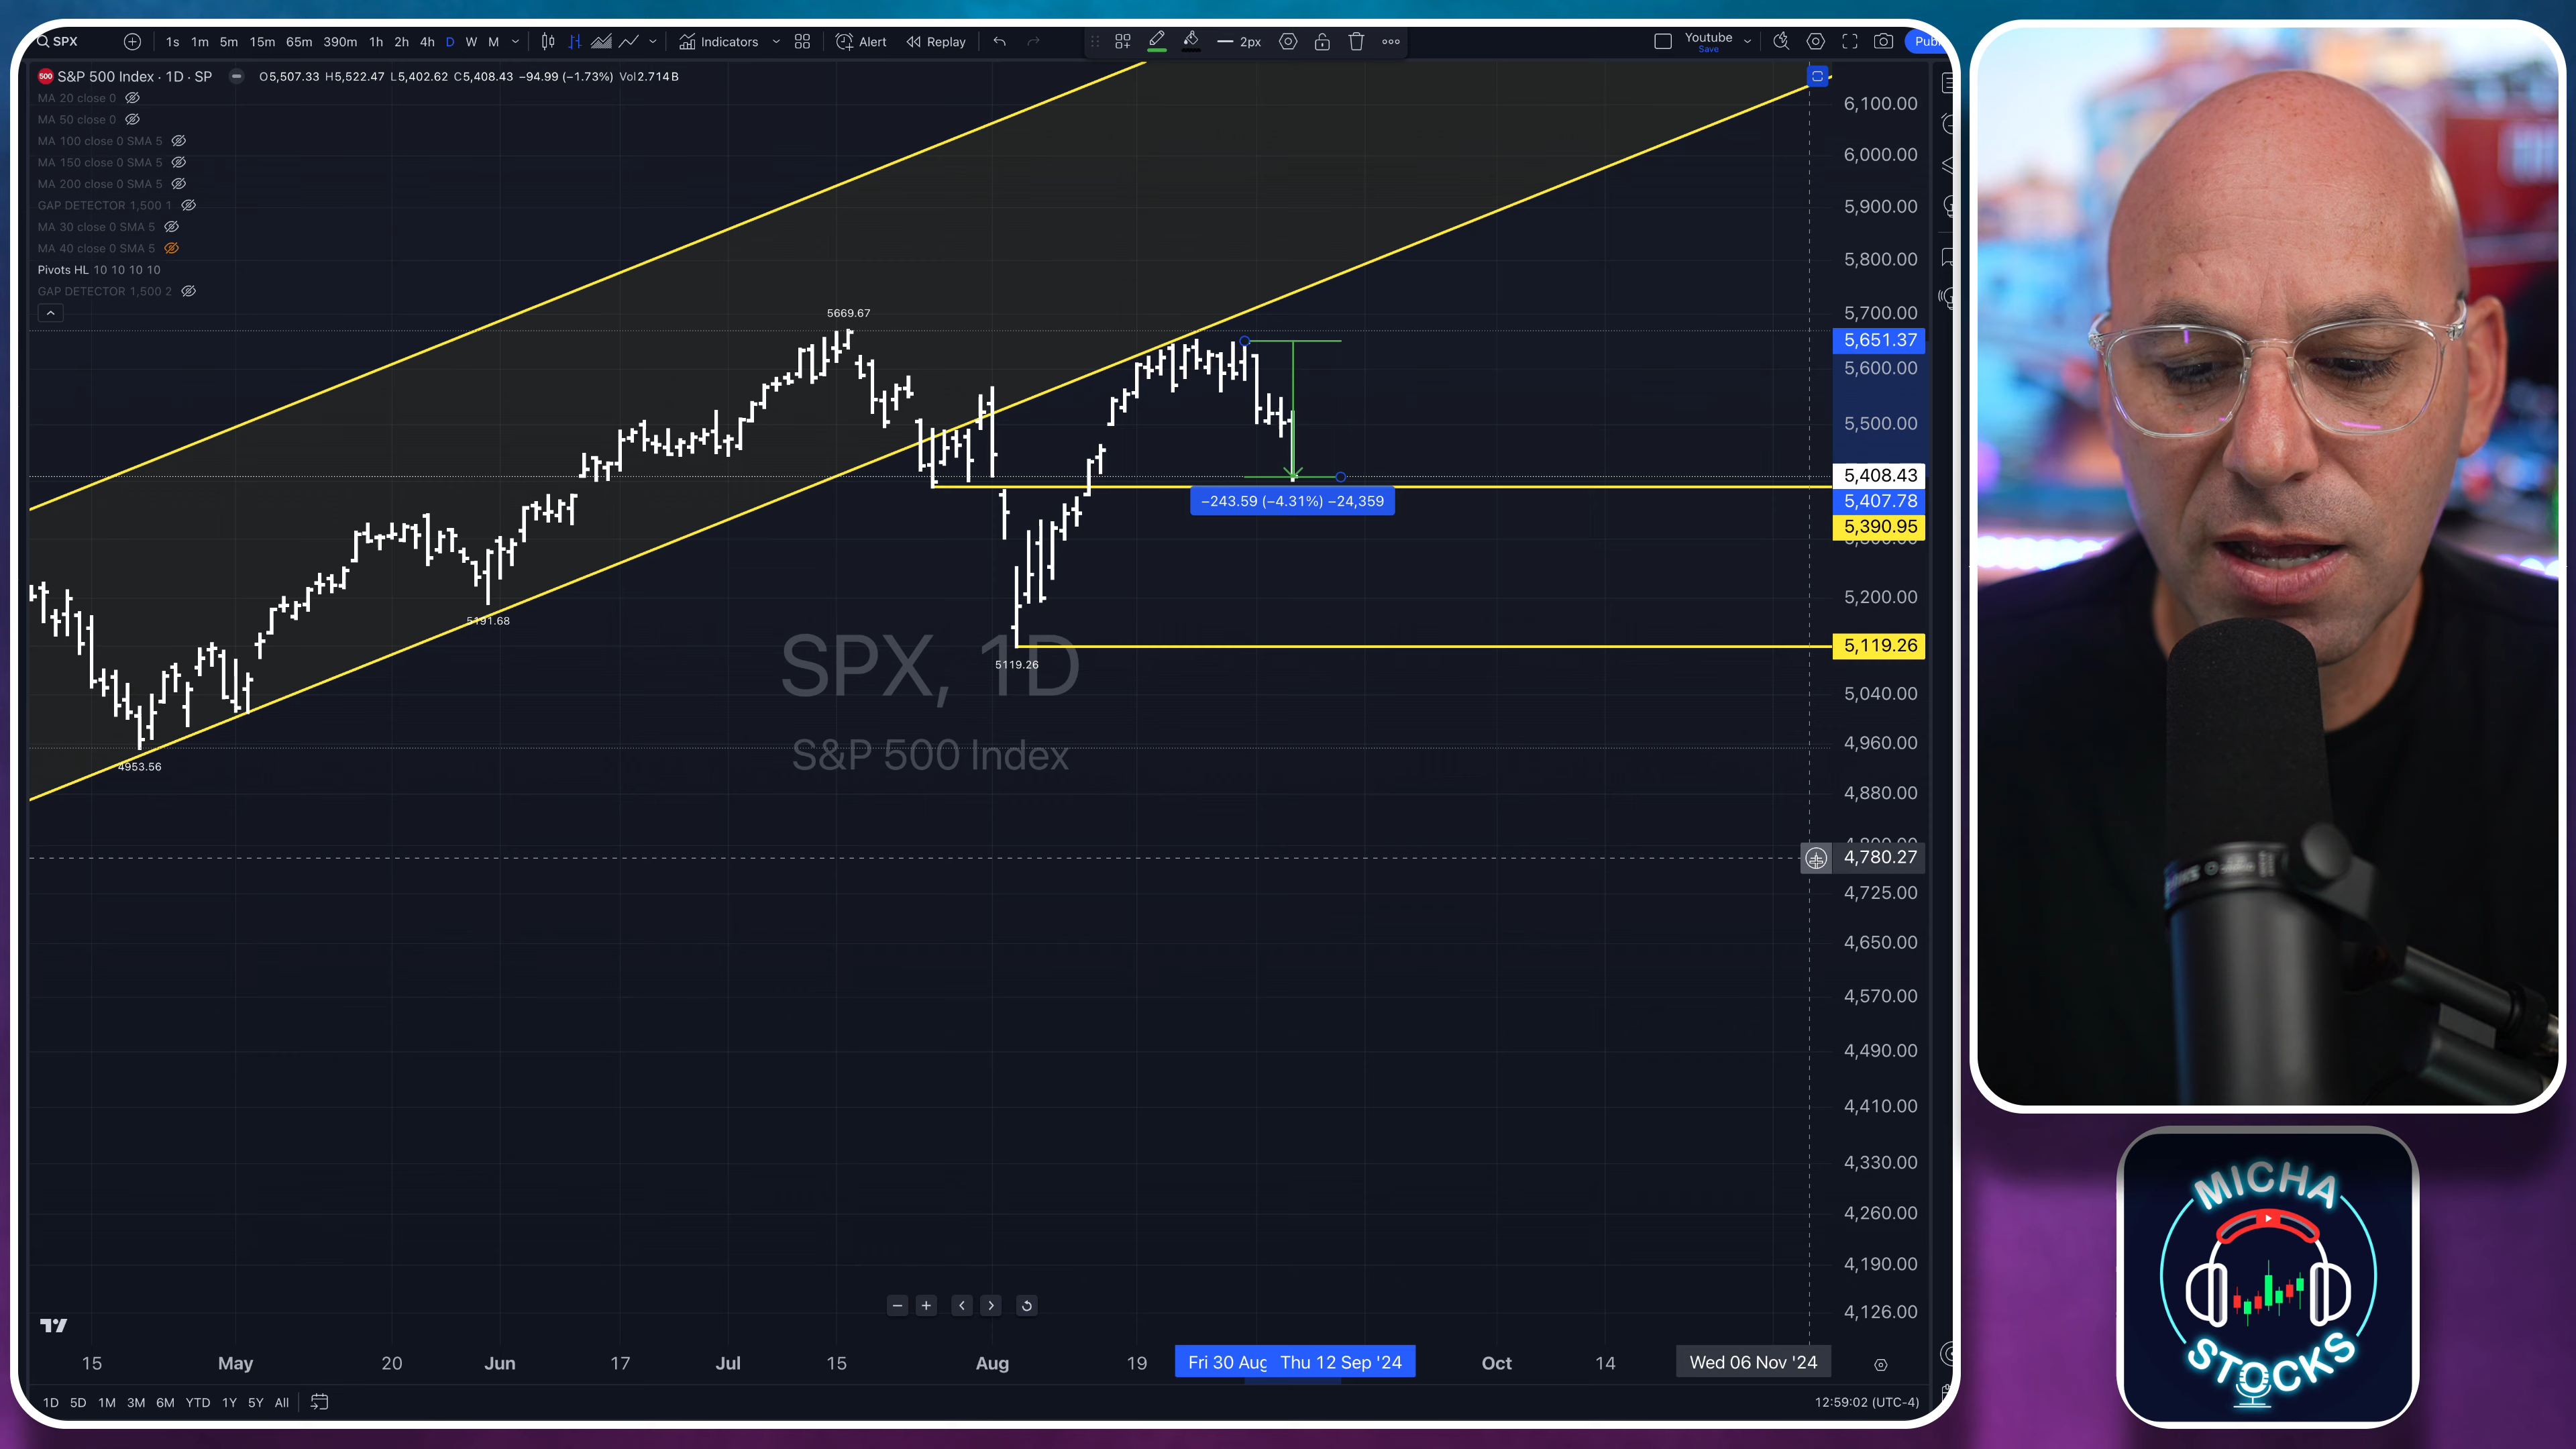 SPX
1s 1m 5m 15m 65m 390m 1h 2h 4h D W M
Indicators
Alert
Replay
2px
Youtube
Save
S&P 500 Index · 1D · SP
O5,507.33 H5,522.47 L5,402.62 C5,408.43 −94.99 (−1.73%) Vol2.714B
MA 20 close 0
MA 50 close 0
MA 100 close 0 SMA 5
MA 150 close 0 SMA 5
MA 200 close 0 SMA 5
GAP DETECTOR 1,500 1
MA 30 close 0 SMA 5
MA 40 close 0 SMA 5
Pivots HL 10 10 10 10
GAP DETECTOR 1,500 2
5669.67
5191.68
4953.56
5119.26
−243.59 (−4.31%) −24,359
SPX, 1D
S&P 500 Index
6,100.00
6,000.00
5,900.00
5,800.00
5,700.00
5,651.37
5,600.00
5,500.00
5,408.43
5,407.78
5,390.95
5,200.00
5,119.26
5,040.00
4,960.00
4,880.00
4,780.27
4,725.00
4,650.00
4,570.00
4,490.00
4,410.00
4,330.00
4,260.00
4,190.00
4,126.00
15 May 20 Jun 17 Jul 15 Aug 19 Fri 30 Aug Thu 12 Sep '24 Oct 14 Wed 06 Nov '24
1D 5D 1M 3M 6M YTD 1Y 5Y All
12:59:02 (UTC-4)
MICHA
STOCKS